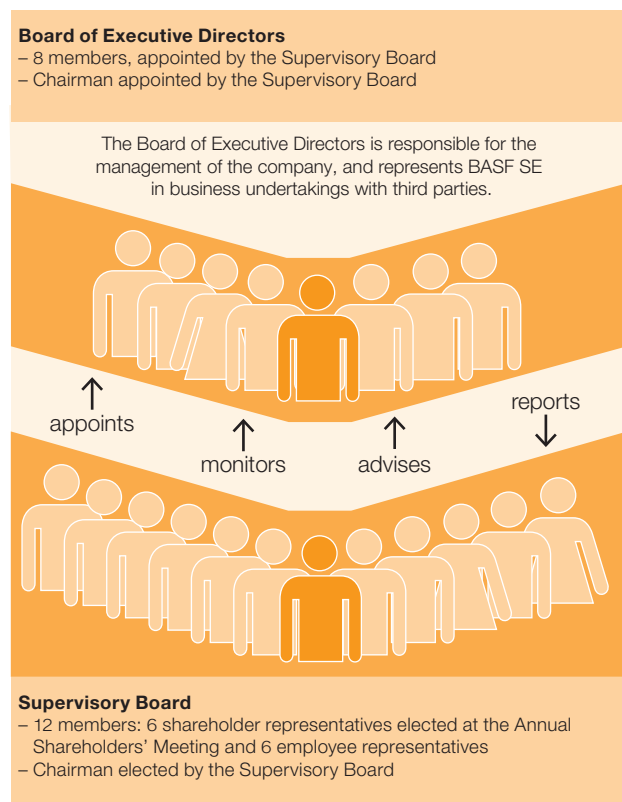 Board of Executive Directors
– 8 members, appointed by the Supervisory Board
– Chairman appointed by the Supervisory Board
The Board of Executive Directors is responsible for the
management of the company, and represents BASF SE
in business undertakings with third parties.
appoints
monitors
advises
reports
Supervisory Board
– 12 members: 6 shareholder representatives elected at the Annual
Shareholders’ Meeting and 6 employee representatives
– Chairman elected by the Supervisory Board